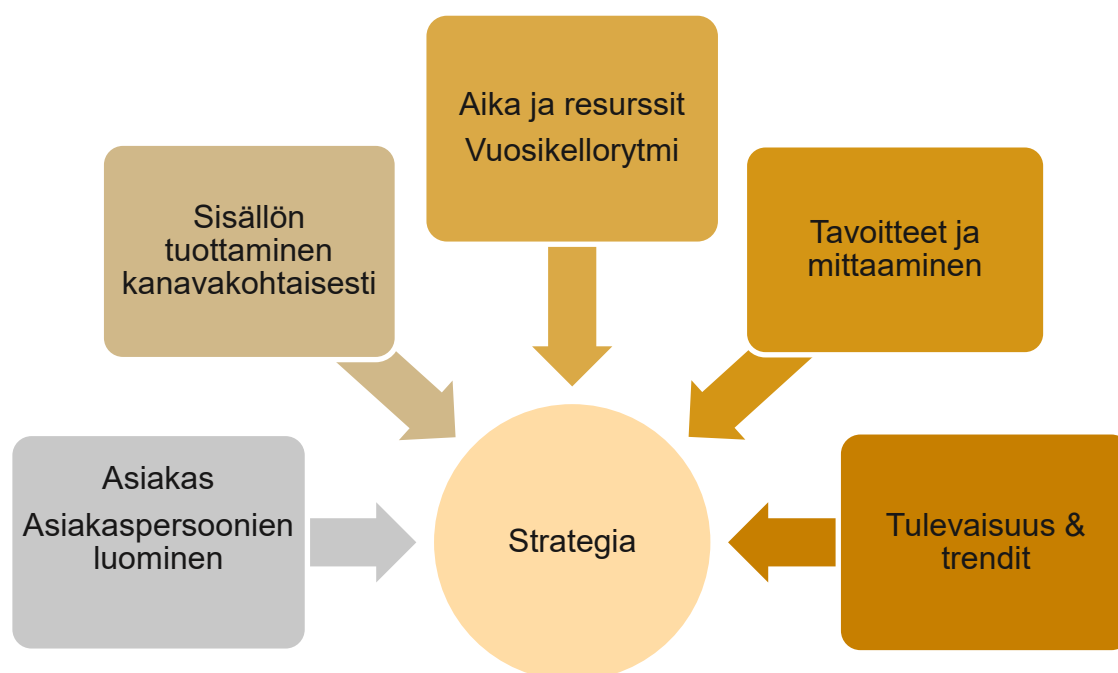 Aika ja resurssit
Vuosikellorytmi
Sisällön
tuottaminen
kanavakohtaisesti
Tavoitteet ja
mittaaminen
Asiakas
Asiakaspersoonien
luominen
Strategia
Tulevaisuus &
trendit